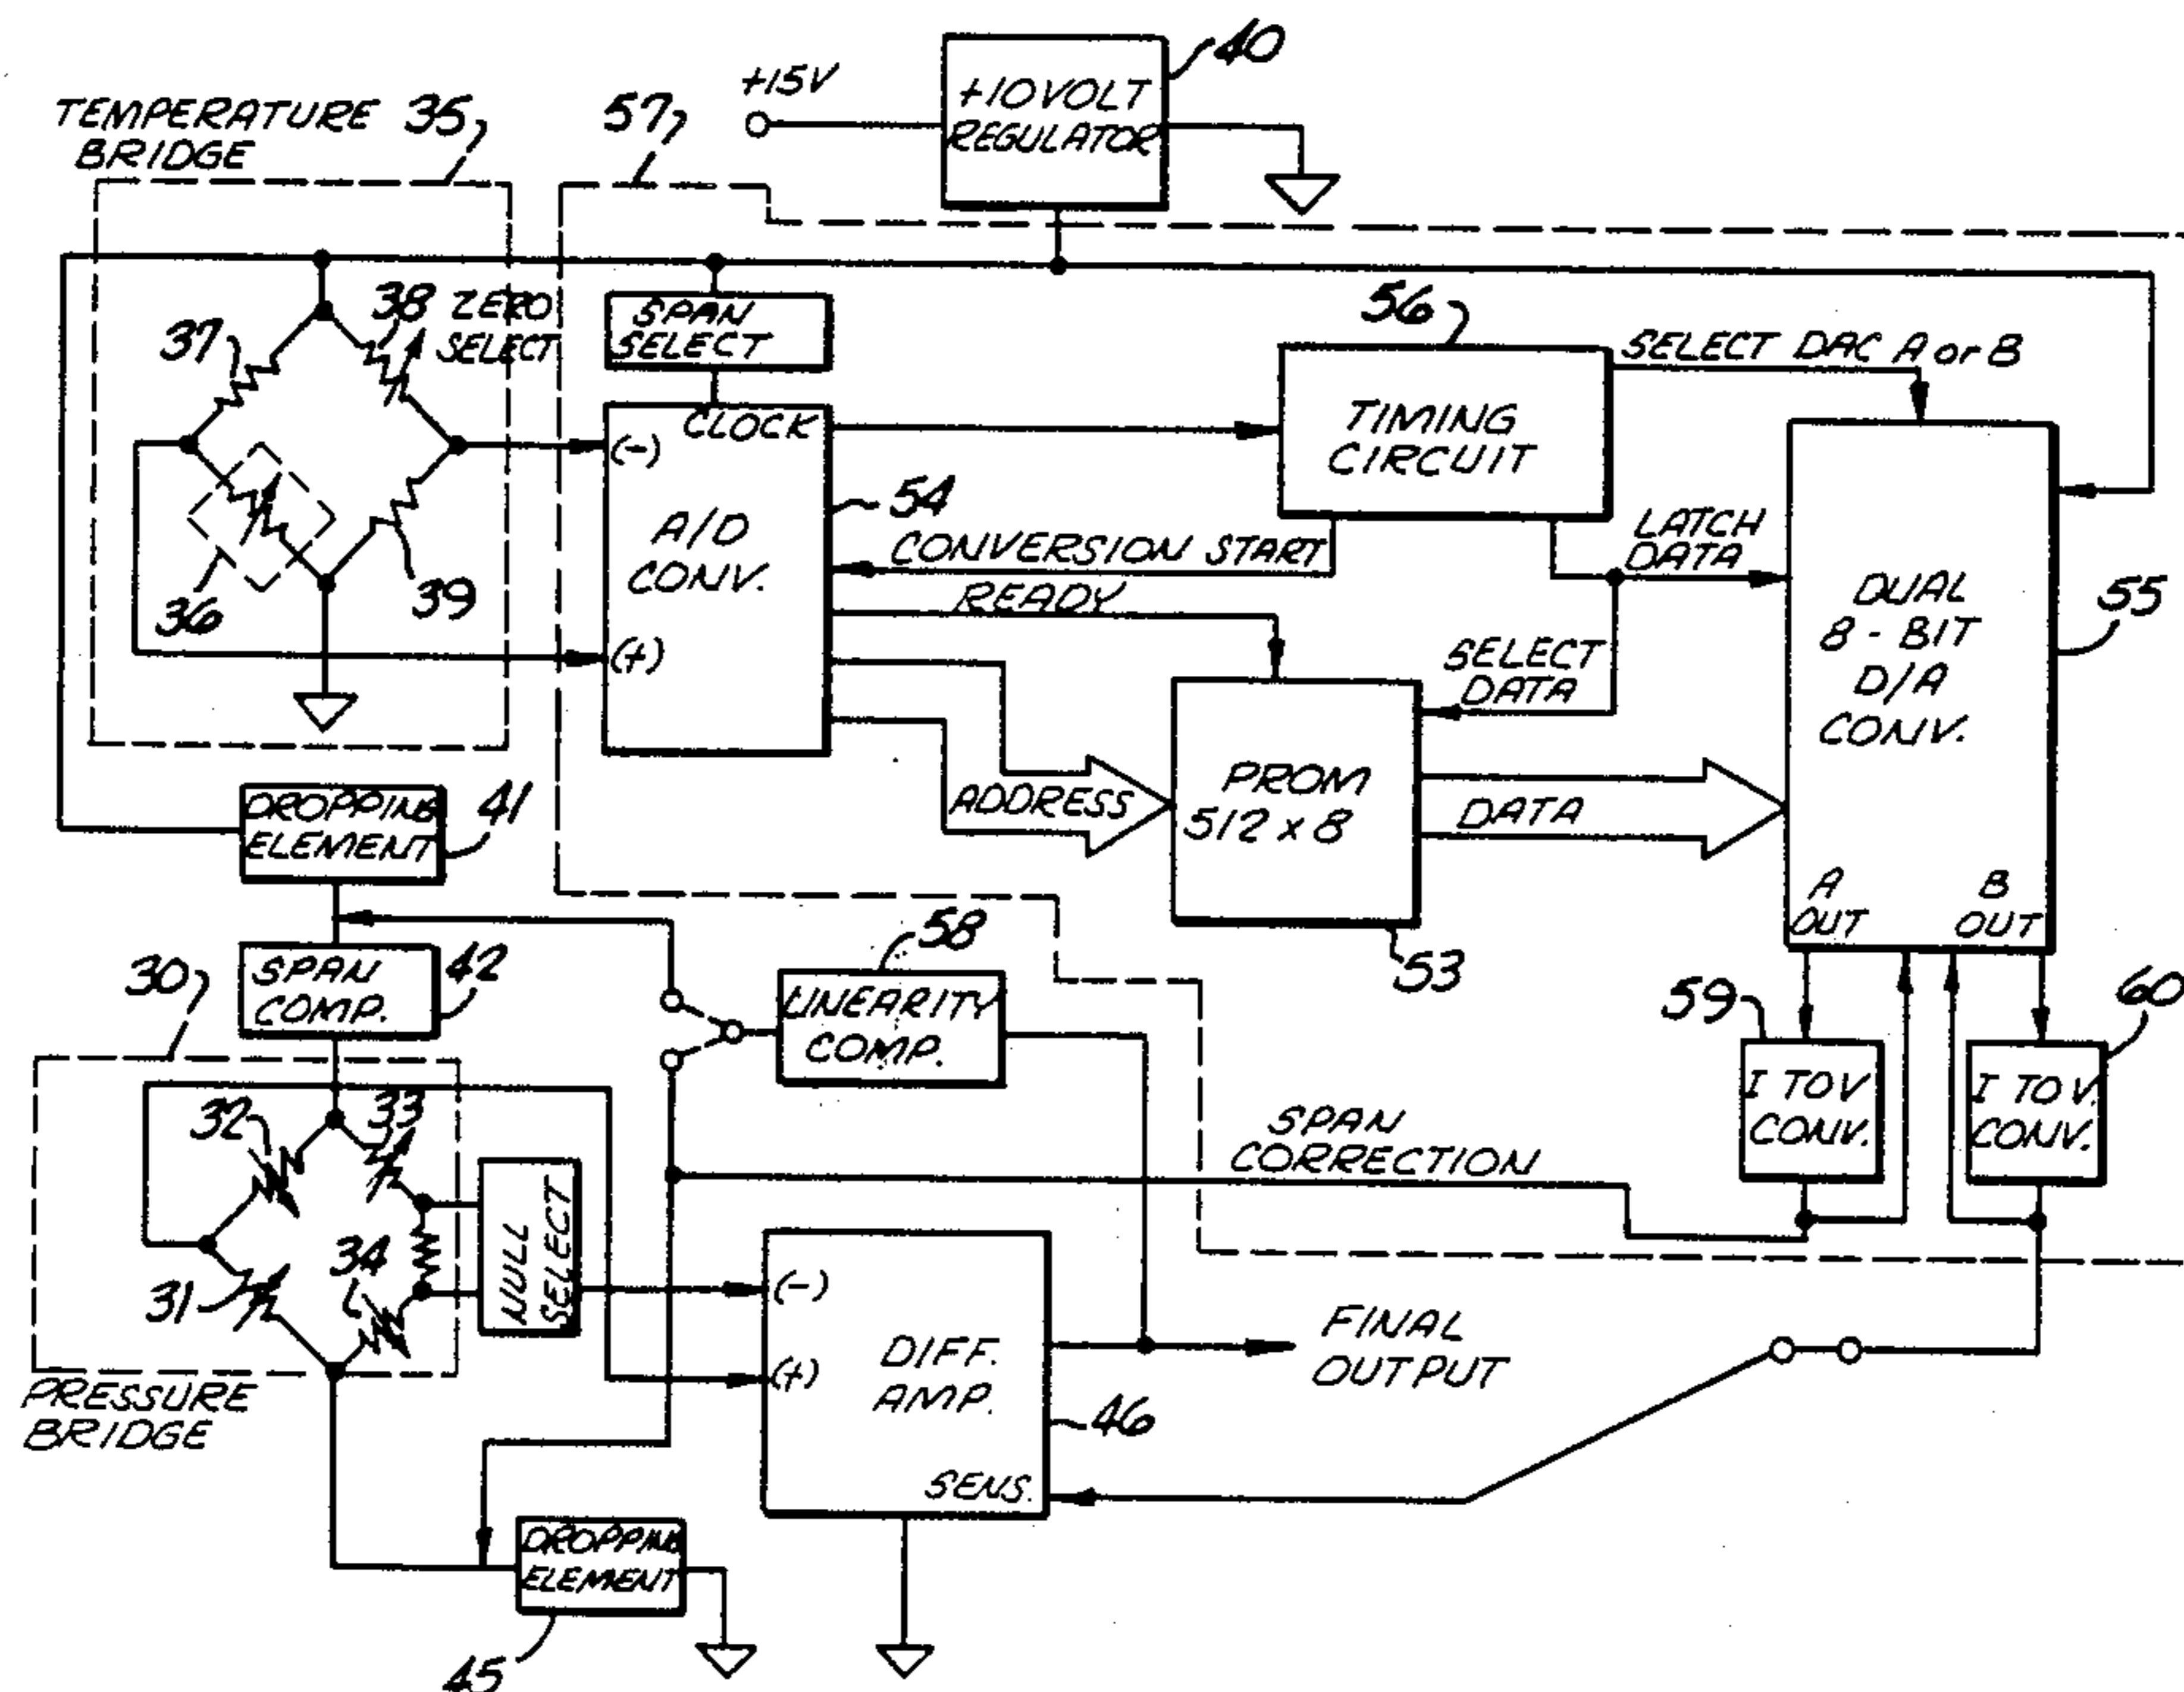 +15V
+10 VOLT
REGULATOR
40
TEMPERATURE
BRIDGE
35
57
37
38
ZERO
SELECT
SPAN
SELECT
56
SELECT DAC A or B
CLOCK
(-)
TIMING
CIRCUIT
A/D
CONV.
54
CONVERSION START
READY
LATCH
DATA
DUAL
8-BIT
D/A
CONV.
55
36
39
(+)
SELECT
DATA
DROPPING
ELEMENT
41
ADDRESS
PROM
512 x 8
DATA
A
OUT
B
OUT
58
53
30
SPAN
COMP.
42
LINEARITY
COMP.
59
60
I TO V
CONV.
I TO V.
CONV.
32
33
SPAN
CORRECTION
NULL
SELECT
34
31
(-)
(+)
DIFF.
AMP.
FINAL
OUTPUT
PRESSURE
BRIDGE
46
SENS.
DROPPING
ELEMENT
45